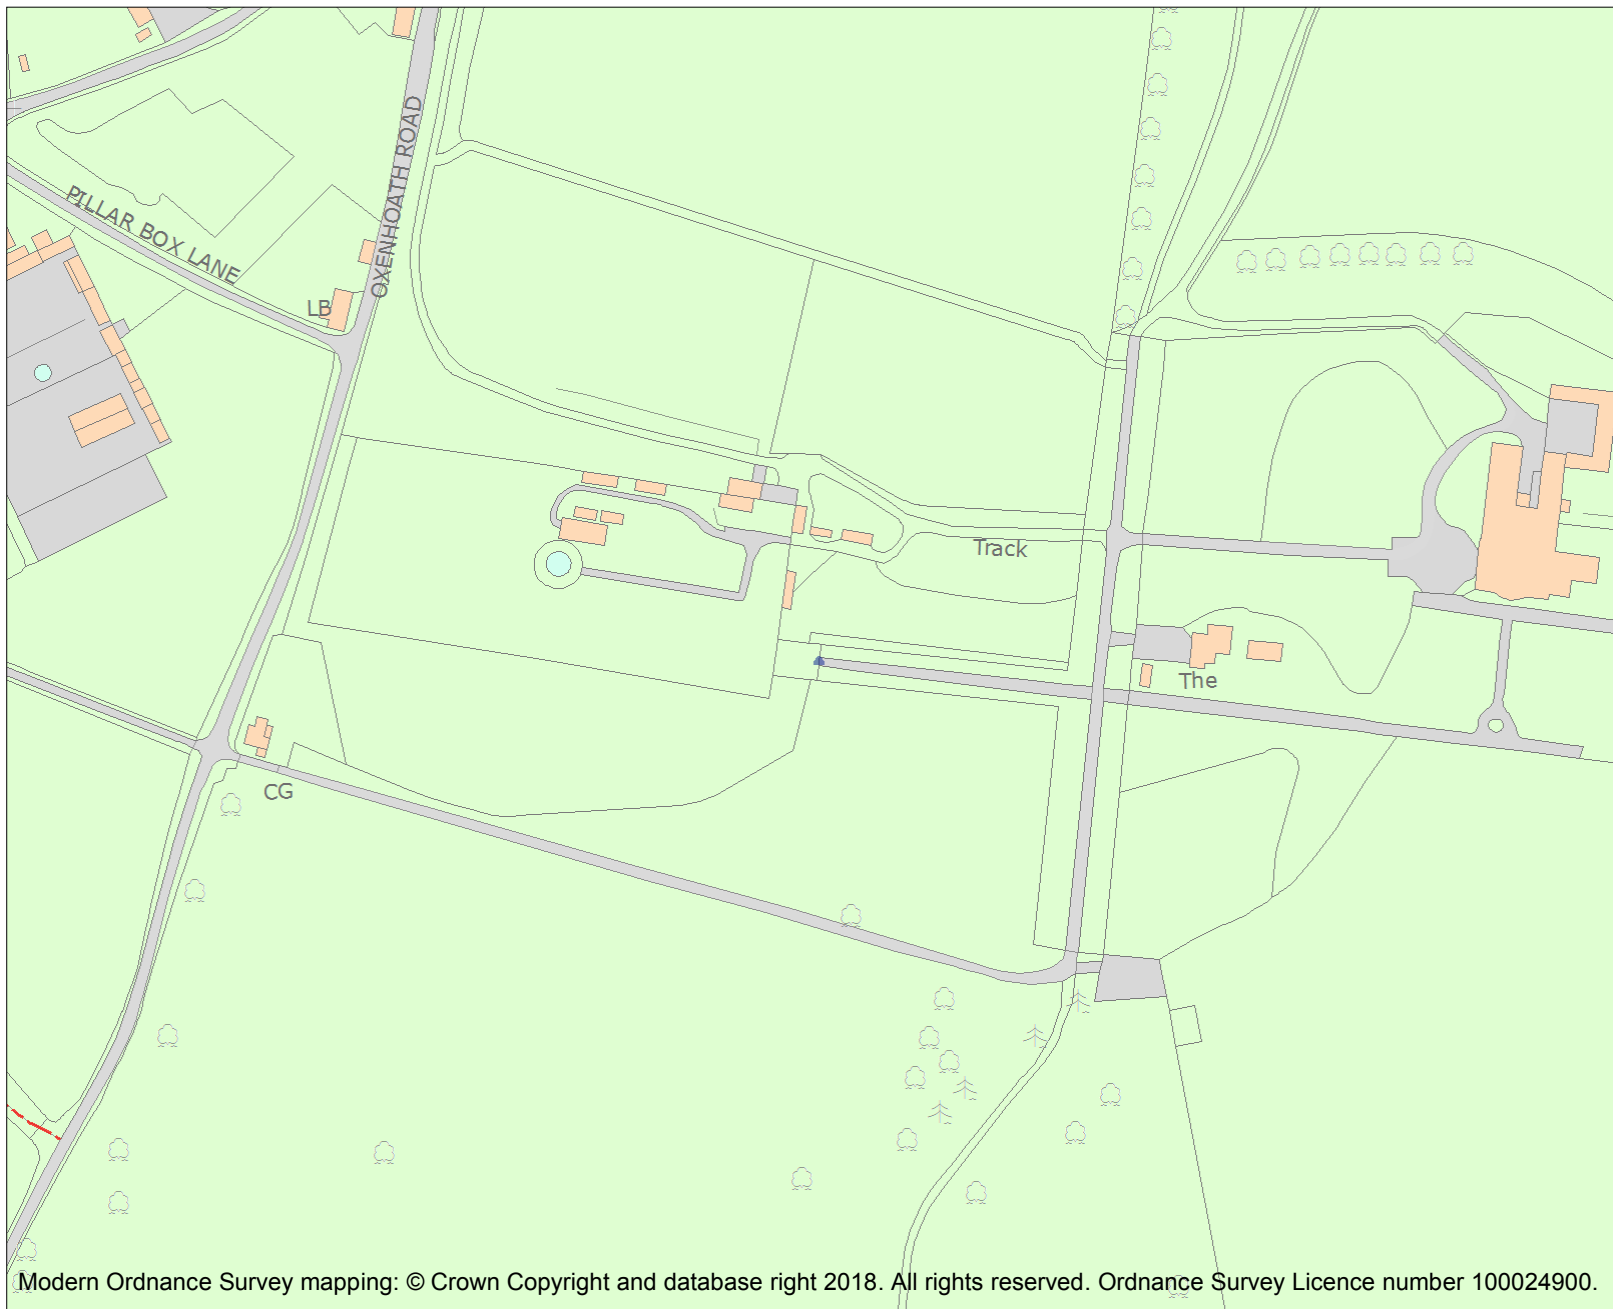 OXENHOATH ROAD
PILLAR BOX LANE
LB
Track
The
CG
Modern Ordnance Survey mapping: © Crown Copyright and database right 2018. All rights reserved. Ordnance Survey Licence number 100024900.